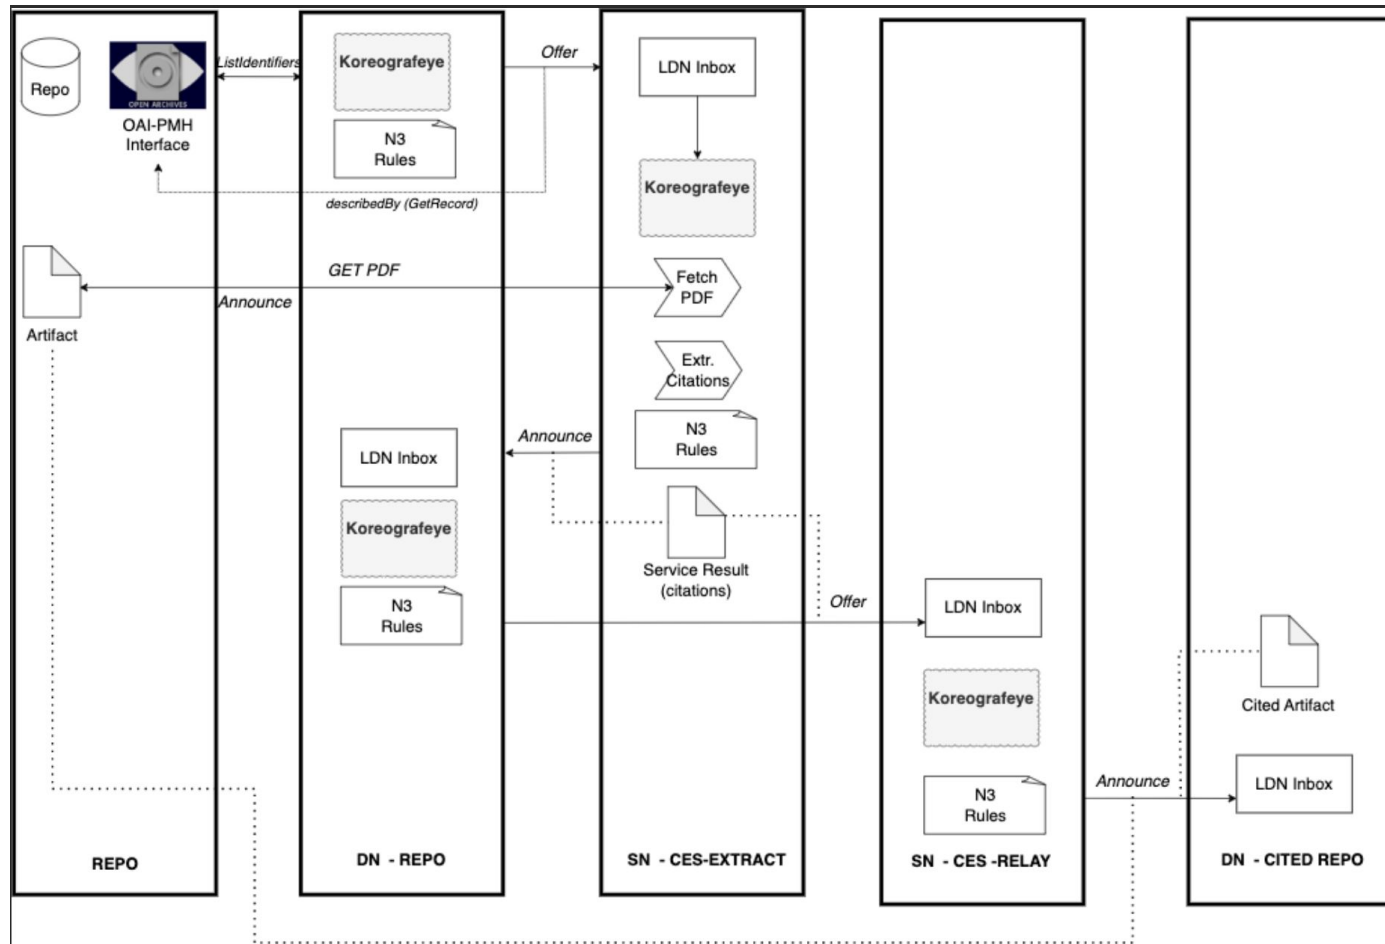 Repo
OPEN ARCHIVES
OAI-PMH
Interface
ListIdentifiers
Koreografeye
N3
Rules
Offer
describedBy (GetRecord)
LDN Inbox
Koreografeye
GET PDF
Announce
Artifact
Fetch
PDF
Extr.
Citations
N3
Rules
Announce
LDN Inbox
Koreografeye
N3
Rules
Service Result
(citations)
Offer
LDN Inbox
Koreografeye
N3
Rules
Announce
Cited Artifact
LDN Inbox
REPO
DN - REPO
SN - CES-EXTRACT
SN - CES -RELAY
DN - CITED REPO